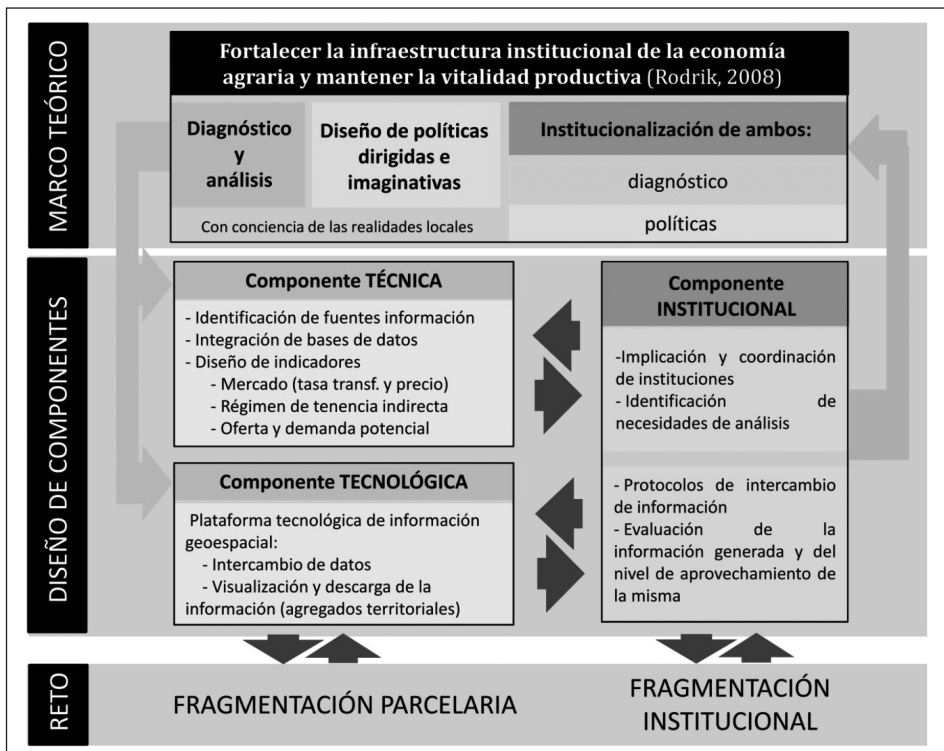 MARCO TEÓRICO
Fortalecer la infraestructura institucional de la economía
agraria y mantener la vitalidad productiva (Rodrik, 2008)
Diagnóstico
y
análisis
Diseño de políticas
dirigidas e
imaginativas
Con conciencia de las realidades locales
Institucionalización de ambos:
diagnóstico
políticas
DISEÑO DE COMPONENTES
Componente TÉCNICA
- Identificación de fuentes información
- Integración de bases de datos
- Diseño de indicadores
- Mercado (tasa transf. y precio)
- Régimen de tenencia indirecta
- Oferta y demanda potencial
Componente TECNOLÓGICA
Plataforma tecnológica de información
geoespacial:
- Intercambio de datos
- Visualización y descarga de la
información (agregados territoriales)
Componente
INSTITUCIONAL
-Implicación y coordinación
de instituciones
- Identificación de
necesidades de análisis
- Protocolos de intercambio
de información
- Evaluación de la
información generada y del
nivel de aprovechamiento de
la misma
RETO
FRAGMENTACIÓN PARCELARIA
FRAGMENTACIÓN
INSTITUCIONAL